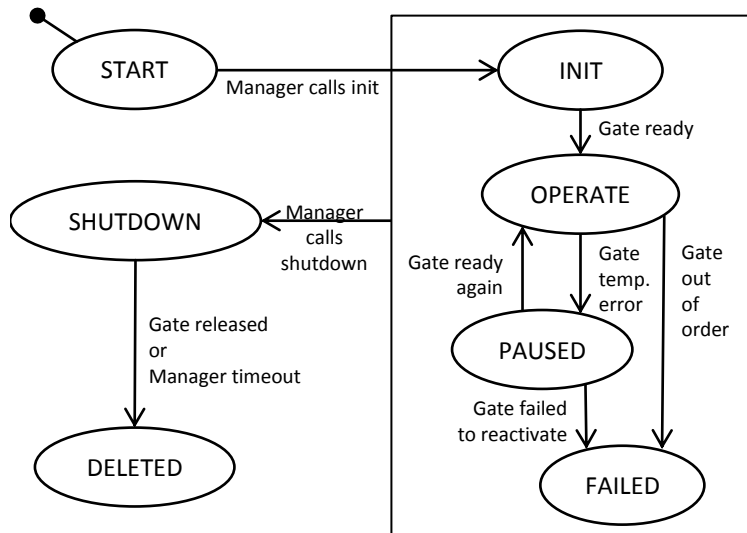 START
Manager calls init
INIT
Gate ready
OPERATE
SHUTDOWN
Manager
calls
shutdown
Gate ready
again
Gate
temp.
error
Gate
out
of
order
PAUSED
Gate released
or
Manager timeout
Gate failed
to reactivate
DELETED
FAILED